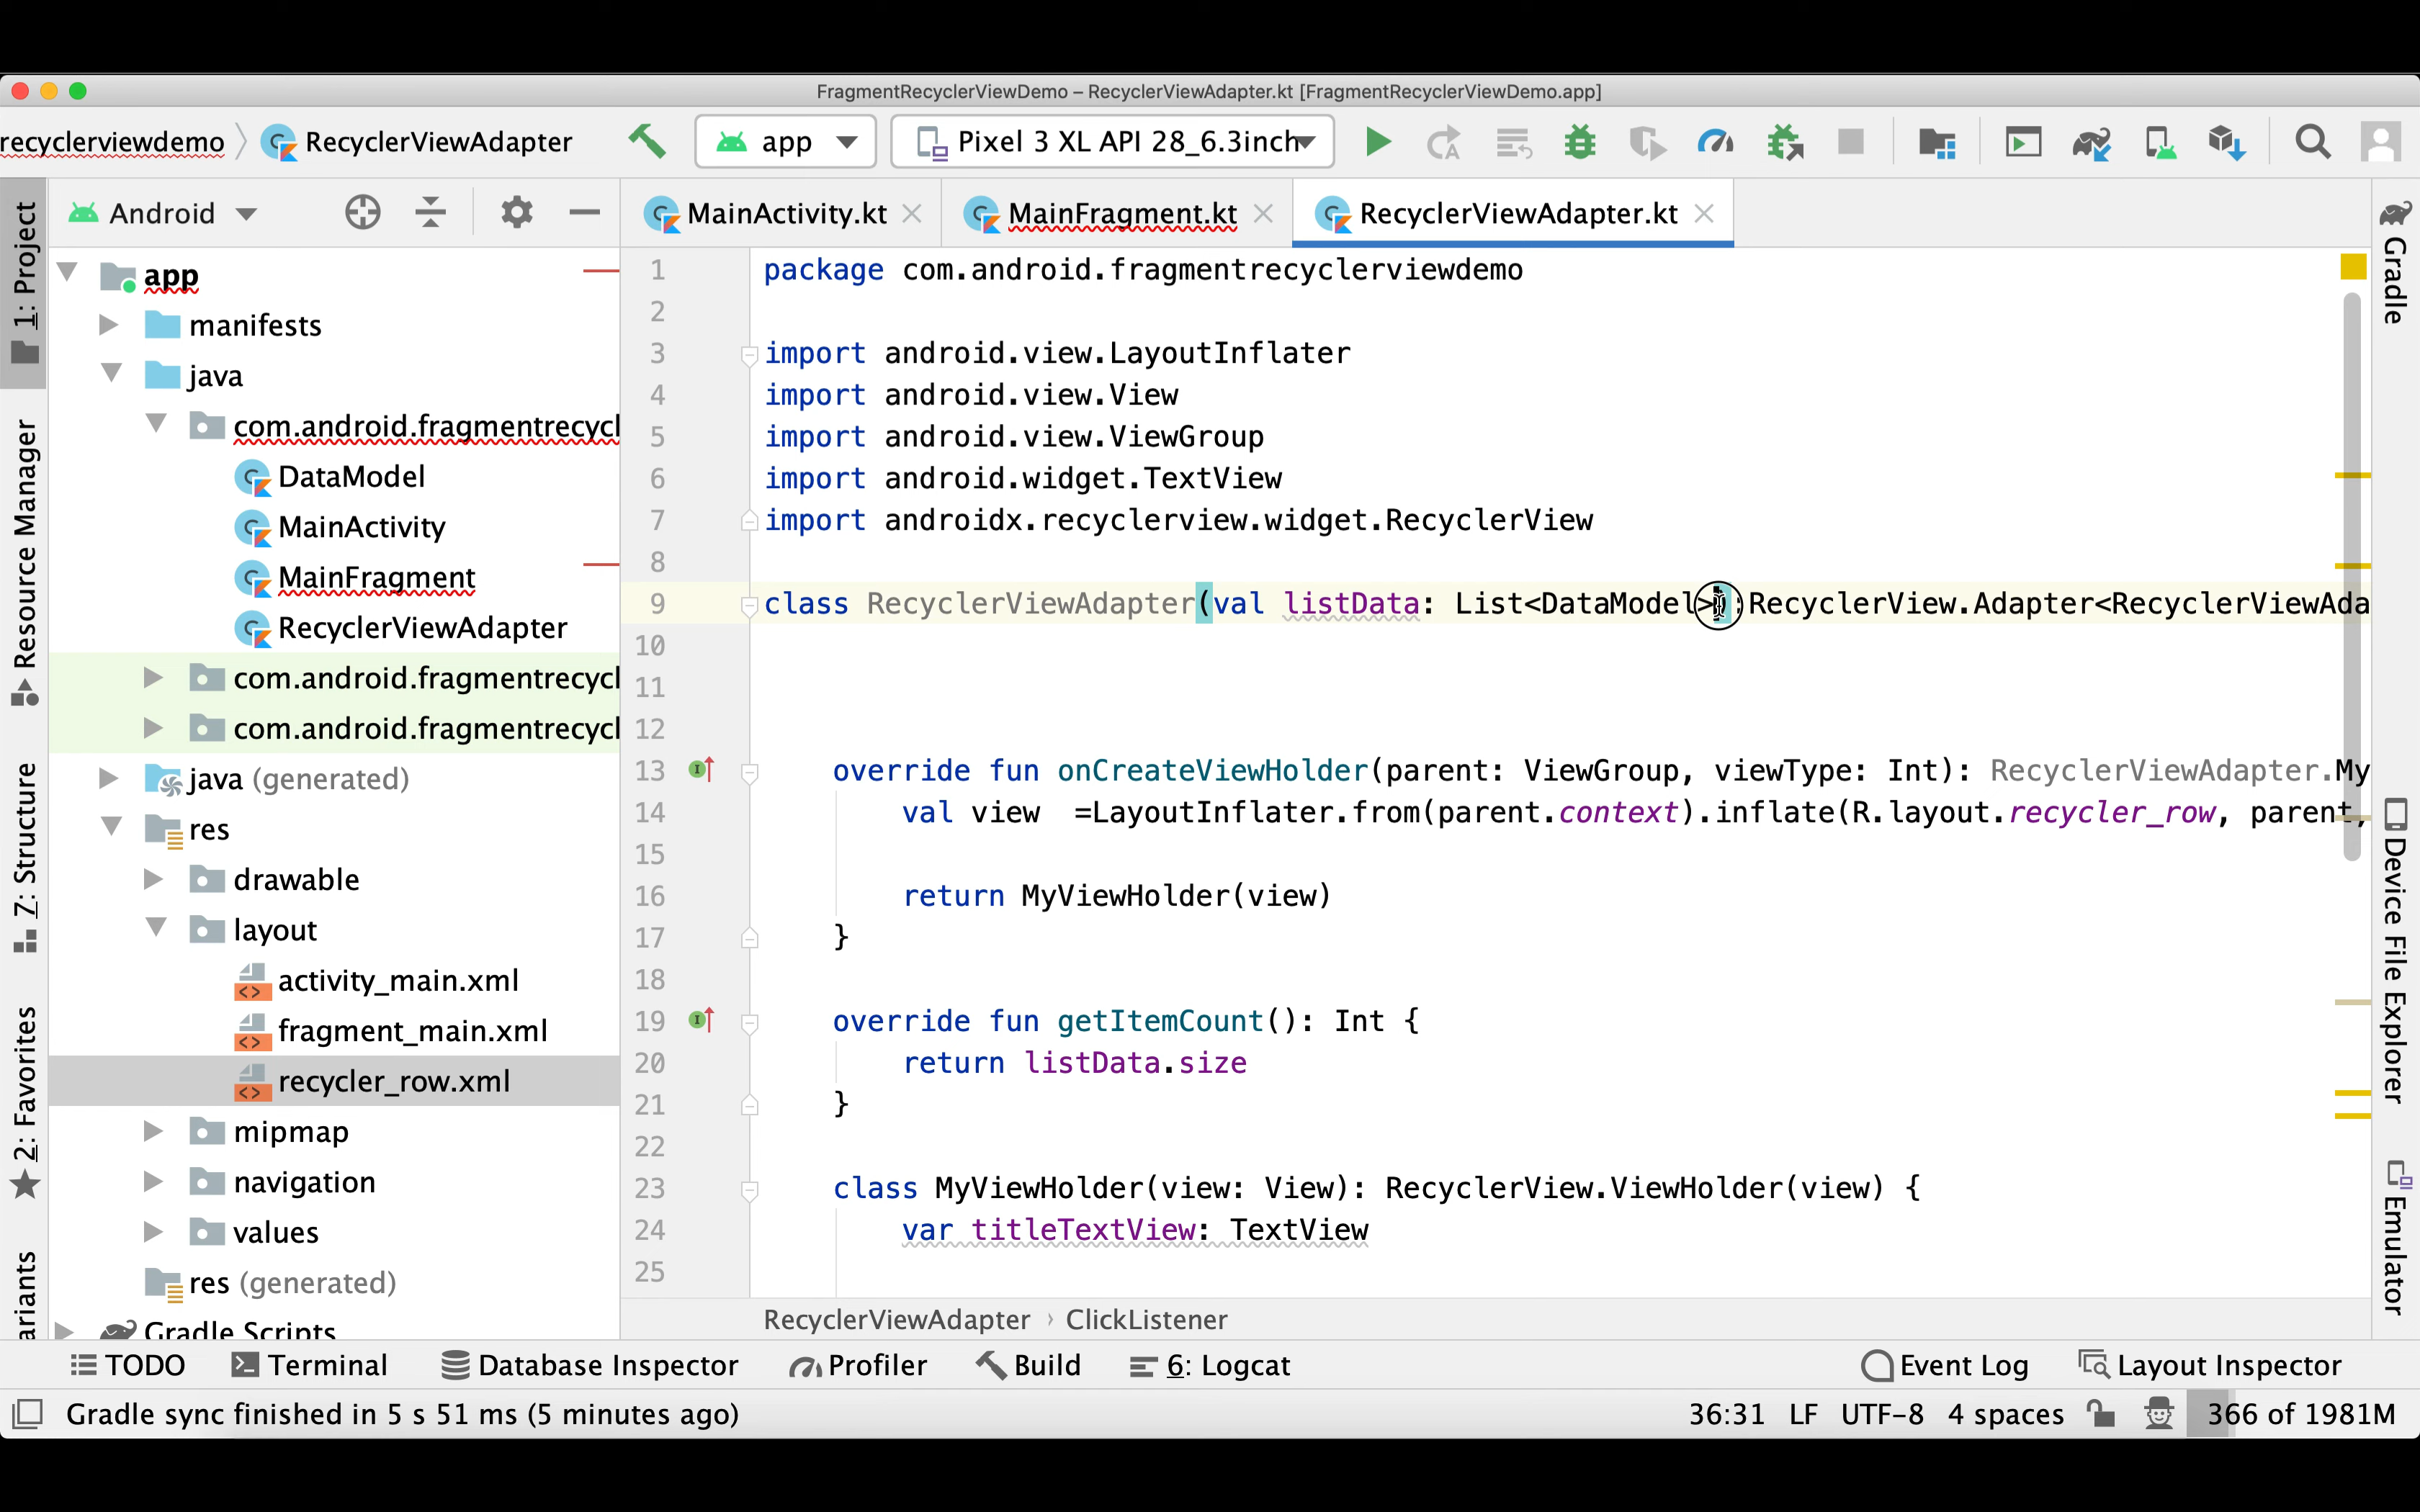 FragmentRecyclerViewDemo – RecyclerViewAdapter.kt [FragmentRecyclerViewDemo.app]
recyclerviewdemo RecyclerViewAdapter app Pixel 3 XL API 28_6.3inch
Android MainActivity.kt MainFragment.kt RecyclerViewAdapter.kt
1: Project
Resource Manager
7: Structure
2: Favorites
ariants
app
manifests
java
com.android.fragmentrecycl
DataModel
MainActivity
MainFragment
RecyclerViewAdapter
com.android.fragmentrecycl
com.android.fragmentrecycl
java (generated)
res
drawable
layout
activity_main.xml
fragment_main.xml
recycler_row.xml
mipmap
navigation
values
res (generated)
Gradle Scripts
1 package com.android.fragmentrecyclerviewdemo
2
3 import android.view.LayoutInflater
4 import android.view.View
5 import android.view.ViewGroup
6 import android.widget.TextView
7 import androidx.recyclerview.widget.RecyclerView
8
9 class RecyclerViewAdapter(val listData: List<DataModel>):RecyclerView.Adapter<RecyclerViewAda
10
11
12
13 override fun onCreateViewHolder(parent: ViewGroup, viewType: Int): RecyclerViewAdapter.My
14 val view =LayoutInflater.from(parent.context).inflate(R.layout.recycler_row, parent,
15
16 return MyViewHolder(view)
17 }
18
19 override fun getItemCount(): Int {
20 return listData.size
21 }
22
23 class MyViewHolder(view: View): RecyclerView.ViewHolder(view) {
24 var titleTextView: TextView
25
RecyclerViewAdapter › ClickListener
Gradle
Device File Explorer
Emulator
TODO Terminal Database Inspector Profiler Build 6: Logcat Event Log Layout Inspector
Gradle sync finished in 5 s 51 ms (5 minutes ago) 36:31 LF UTF-8 4 spaces 366 of 1981M